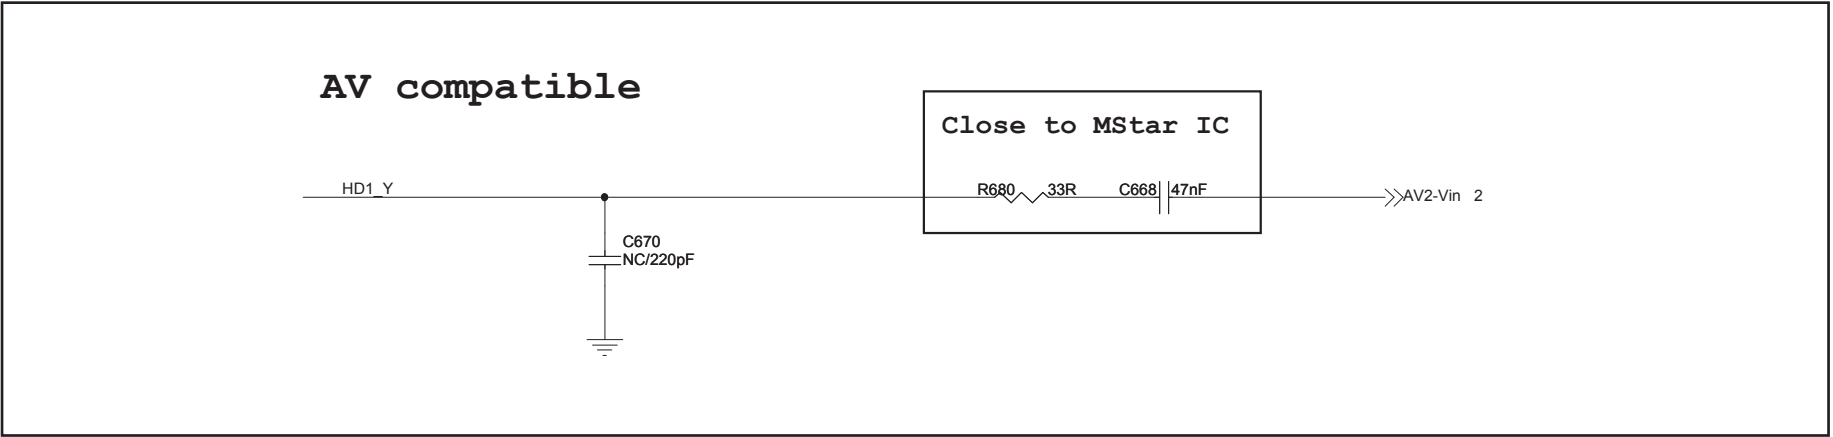 AV compatible
Close to MStar IC
HD1_Y
R680 33R C668 47nF
AV2-Vin 2
C670
NC/220pF